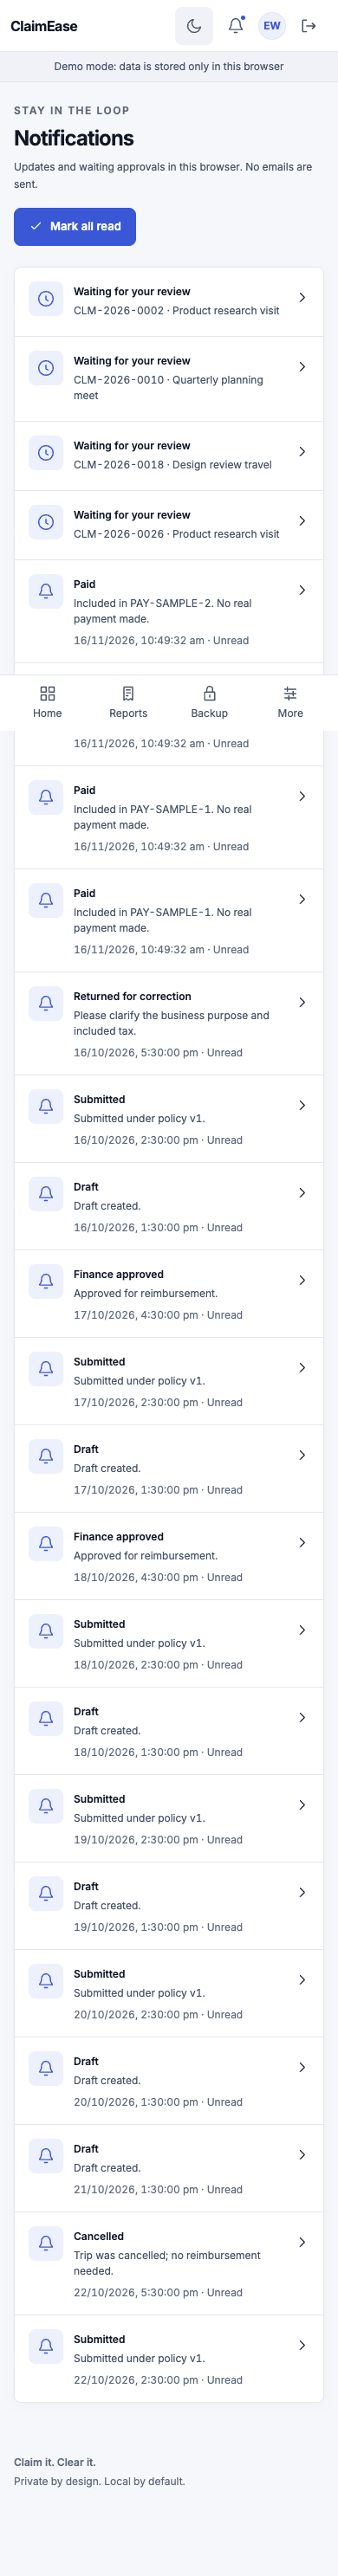 ClaimEase
EW
Demo mode: data is stored only in this browser
STAY IN THE LOOP
Notifications
Updates and waiting approvals in this browser. No emails are
sent.
Mark all read
Waiting for your review
CLM-2026-0002 · Product research visit
Waiting for your review
CLM-2026-0010 · Quarterly planning
meet
Waiting for your review
CLM-2026-0018 · Design review travel
Waiting for your review
CLM-2026-0026 · Product research visit
Paid
Included in PAY-SAMPLE-2. No real
payment made.
16/11/2026, 10:49:32 am · Unread
Home
Reports
Backup
More
16/11/2026, 10:49:32 am · Unread
Paid
Included in PAY-SAMPLE-1. No real
payment made.
16/11/2026, 10:49:32 am · Unread
Paid
Included in PAY-SAMPLE-1. No real
payment made.
16/11/2026, 10:49:32 am · Unread
Returned for correction
Please clarify the business purpose and
included tax.
16/10/2026, 5:30:00 pm · Unread
Submitted
Submitted under policy v1.
16/10/2026, 2:30:00 pm · Unread
Draft
Draft created.
16/10/2026, 1:30:00 pm · Unread
Finance approved
Approved for reimbursement.
17/10/2026, 4:30:00 pm · Unread
Submitted
Submitted under policy v1.
17/10/2026, 2:30:00 pm · Unread
Draft
Draft created.
17/10/2026, 1:30:00 pm · Unread
Finance approved
Approved for reimbursement.
18/10/2026, 4:30:00 pm · Unread
Submitted
Submitted under policy v1.
18/10/2026, 2:30:00 pm · Unread
Draft
Draft created.
18/10/2026, 1:30:00 pm · Unread
Submitted
Submitted under policy v1.
19/10/2026, 2:30:00 pm · Unread
Draft
Draft created.
19/10/2026, 1:30:00 pm · Unread
Submitted
Submitted under policy v1.
20/10/2026, 2:30:00 pm · Unread
Draft
Draft created.
20/10/2026, 1:30:00 pm · Unread
Draft
Draft created.
21/10/2026, 1:30:00 pm · Unread
Cancelled
Trip was cancelled; no reimbursement
needed.
22/10/2026, 5:30:00 pm · Unread
Submitted
Submitted under policy v1.
22/10/2026, 2:30:00 pm · Unread
Claim it. Clear it.
Private by design. Local by default.